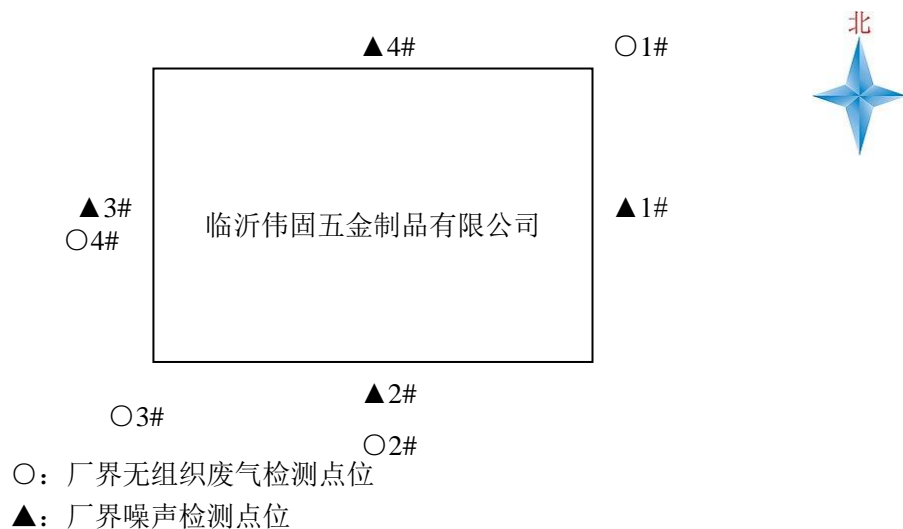 北
▲4#
○1#
▲3#
○4#
临沂伟固五金制品有限公司
▲1#
▲2#
○3#
○2#
○：厂界无组织废气检测点位
▲：厂界噪声检测点位